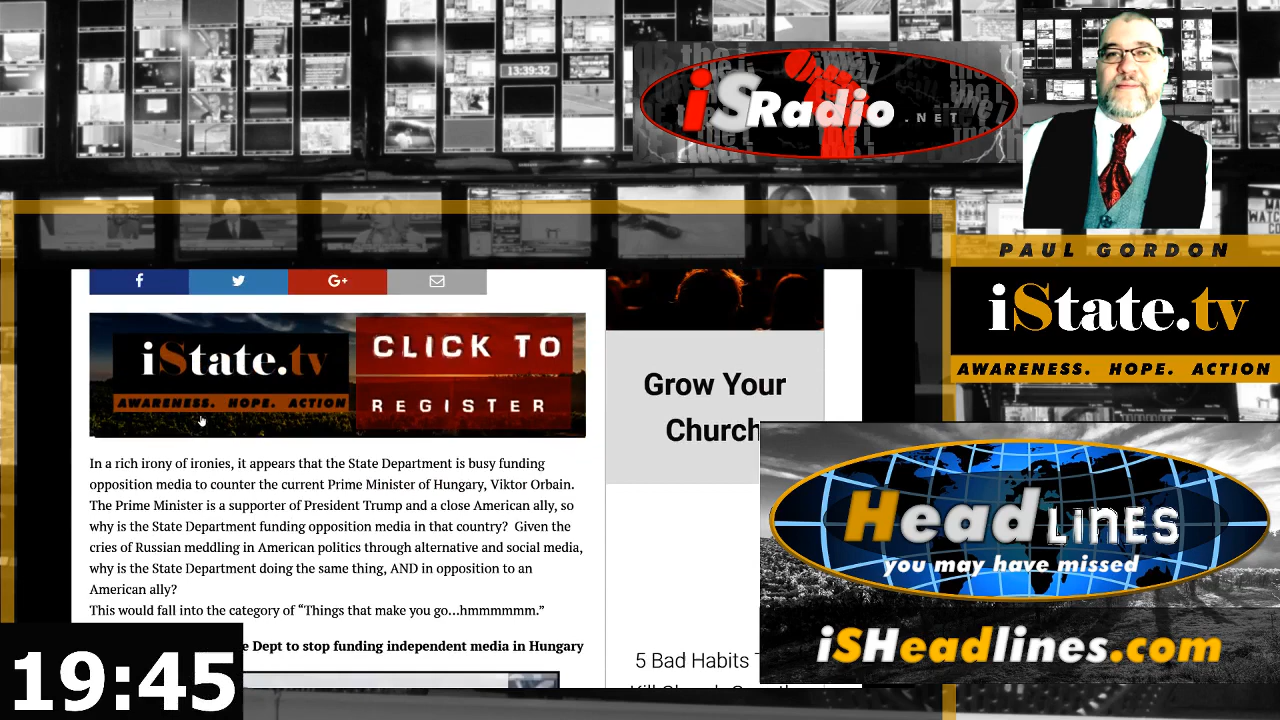 13:39:32
iSRadio.NET
PAUL GORDON
iState.tv
AWARENESS. HOPE. ACTION
f
G+
iState.tv
AWARENESS. HOPE. ACTION
CLICK TO
REGISTER
In a rich irony of ironies, it appears that the State Department is busy funding
opposition media to counter the current Prime Minister of Hungary, Viktor Orbain.
The Prime Minister is a supporter of President Trump and a close American ally, so
why is the State Department funding opposition media in that country? Given the
cries of Russian meddling in American politics through alternative and social media,
why is the State Department doing the same thing, AND in opposition to an
American ally?
This would fall into the category of “Things that make you go…hmmmmmm.”
Dept to stop funding independent media in Hungary
Grow Your
Church
5 Bad Habits
Headlines
you may have missed
iSHeadlines.com
19:45